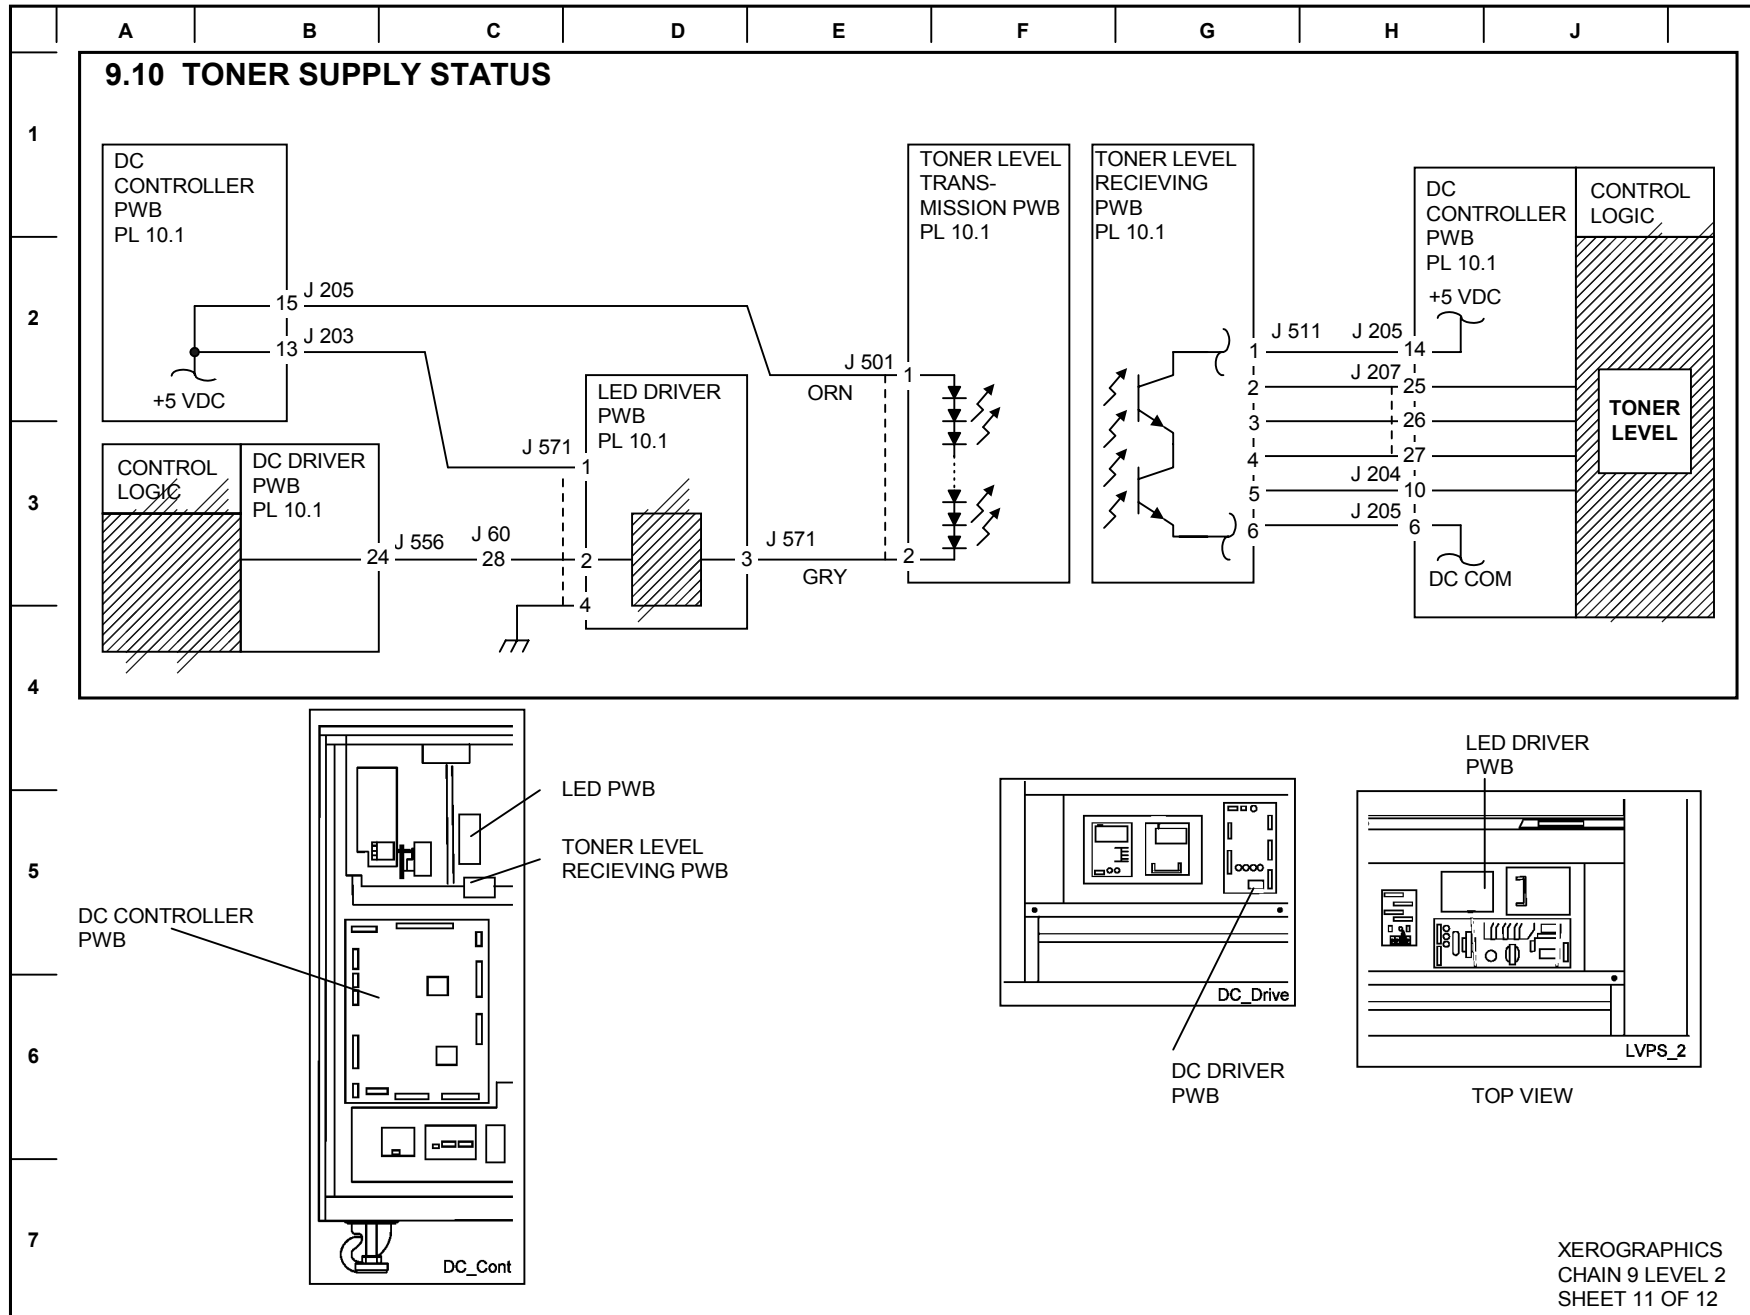 A B C D E F G H J
9.10 TONER SUPPLY STATUS
1
2
3
4
5
6
7
DC
CONTROLLER
PWB
PL 10.1
15 J 205
13 J 203
+5 VDC
CONTROL
LOGIC
DC DRIVER
PWB
PL 10.1
24 J 556
J 60
28
J 571
1
2
4
LED DRIVER
PWB
PL 10.1
3 J 571
GRY
ORN
J 501
1
2
TONER LEVEL
TRANS-
MISSION PWB
PL 10.1
TONER LEVEL
RECIEVING
PWB
PL 10.1
J 511
1
2
3
4
5
6
J 205 14
J 207 25
26
27
J 204 10
J 205 6
DC
CONTROLLER
PWB
PL 10.1
+5 VDC
DC COM
CONTROL
LOGIC
TONER
LEVEL
LED PWB
TONER LEVEL
RECIEVING PWB
DC CONTROLLER
PWB
DC_Cont
DC_Drive
DC DRIVER
PWB
LED DRIVER
PWB
LVPS_2
TOP VIEW
XEROGRAPHICS
CHAIN 9 LEVEL 2
SHEET 11 OF 12